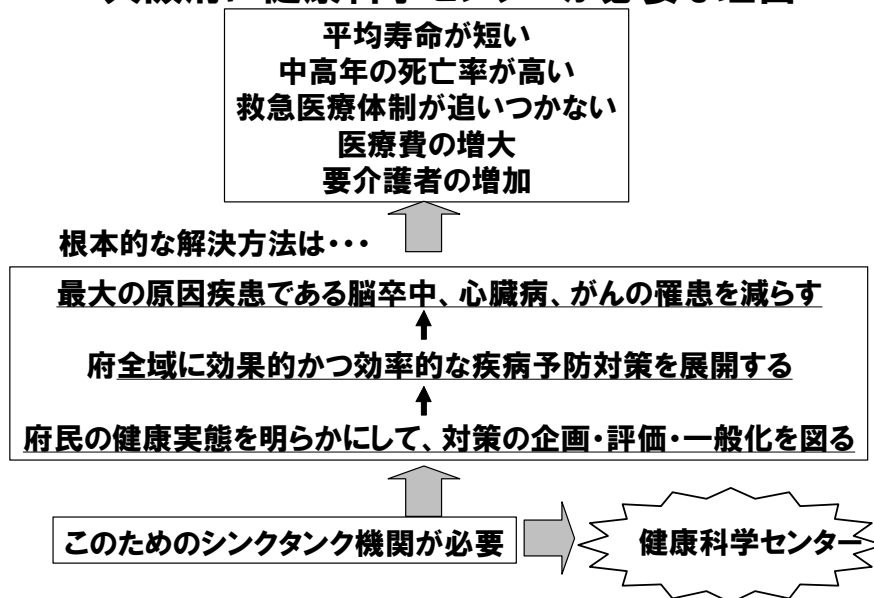 平均寿命が短い
中高年の死亡率が高い
救急医療体制が追いつかない
医療費の増大
要介護者の増加
根本的な解決方法は・・・
最大の原因疾患である脳卒中、心臓病、がんの罹患を減らす
府全域に効果的かつ効率的な疾病予防対策を展開する
府民の健康実態を明らかにして、対策の企画・評価・一般化を図る
このためのシンクタンク機関が必要
健康科学センター